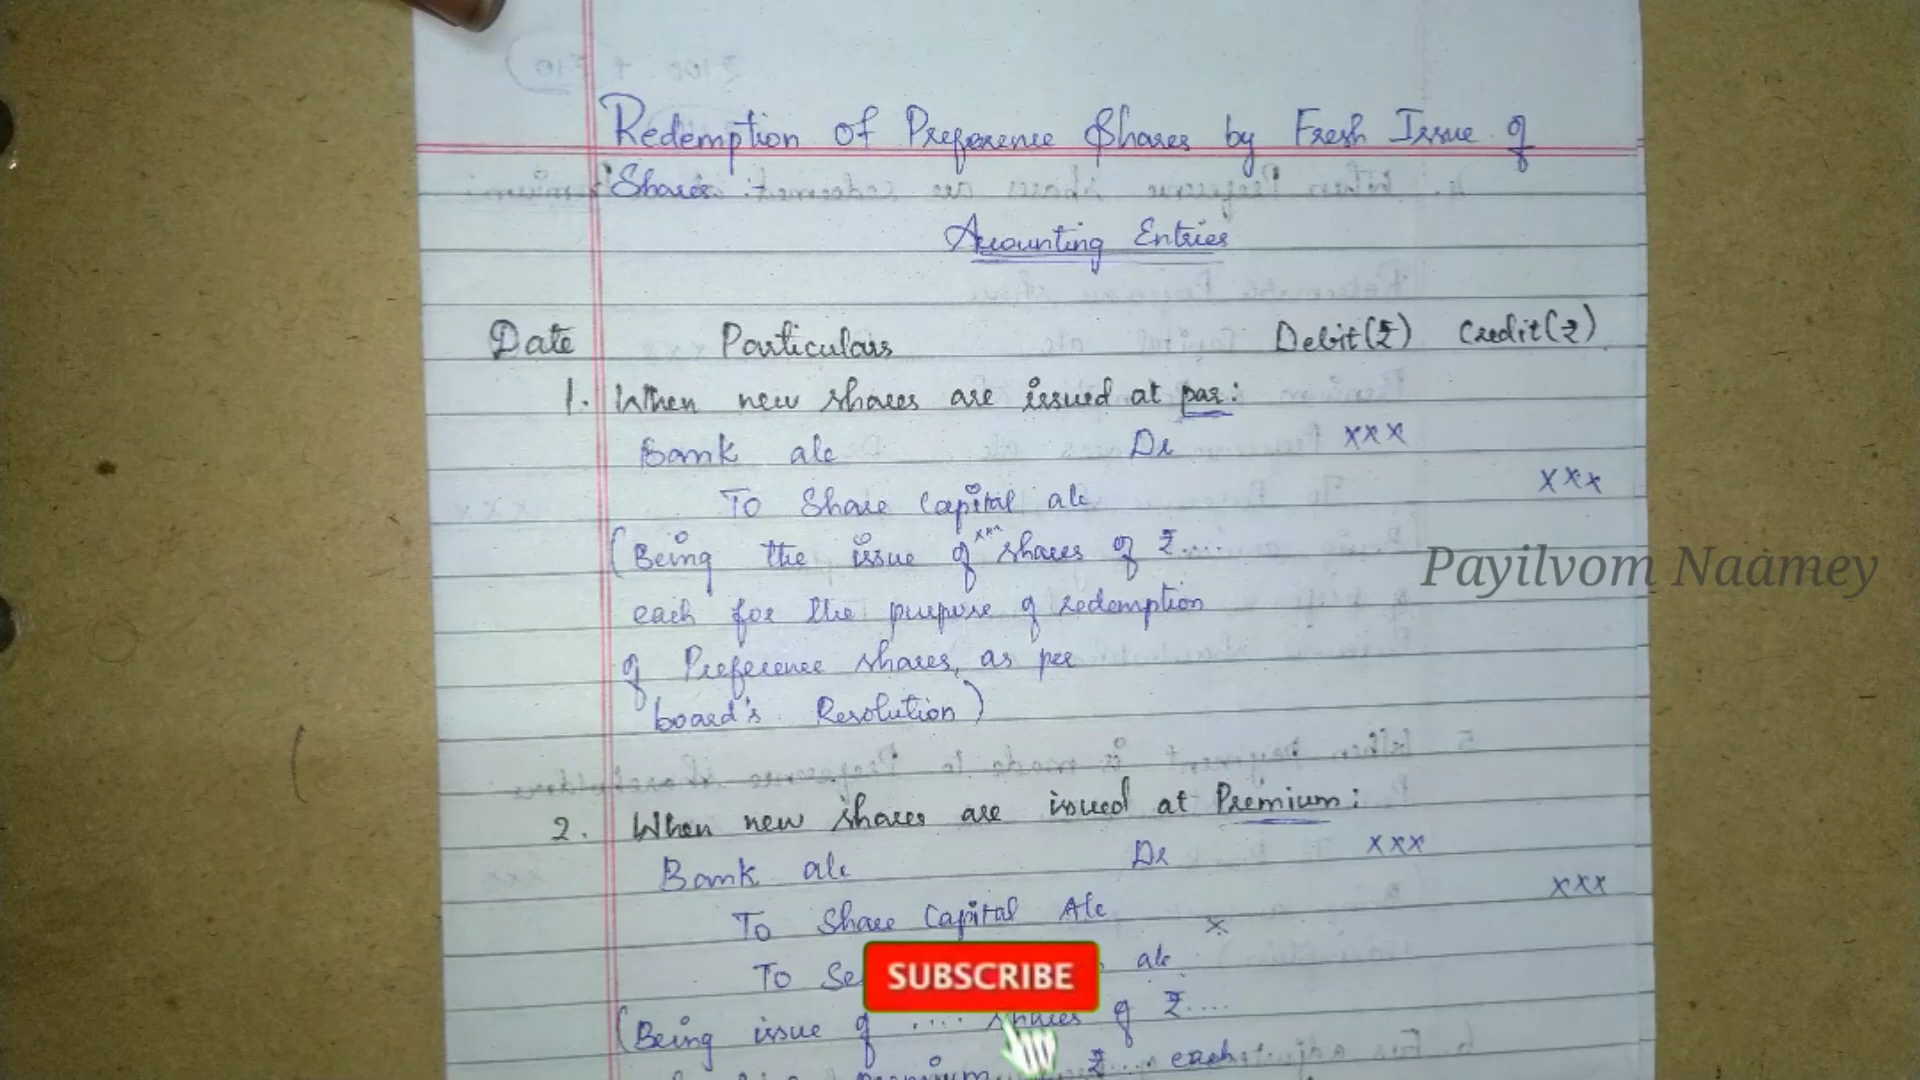 Redemption of Preference Shares by Fresh Issue of
Shares.
Accounting Entries
Date Particulars Debit(₹) Credit(₹)
1. When new shares are issued at par:
Bank a/c Dr xxx
To Share Capital a/c xxx
(Being the issue of xxx shares of ₹....
each for the purpose of redemption
of Preference shares, as per
board's Resolution)
Payilvom Naamey
2. When new shares are issued at Premium:
Bank a/c Dr xxx
To Share Capital A/c x xxx
To Se a/c
SUBSCRIBE
(Being issue of .... shares of ₹....
premium ₹.... each